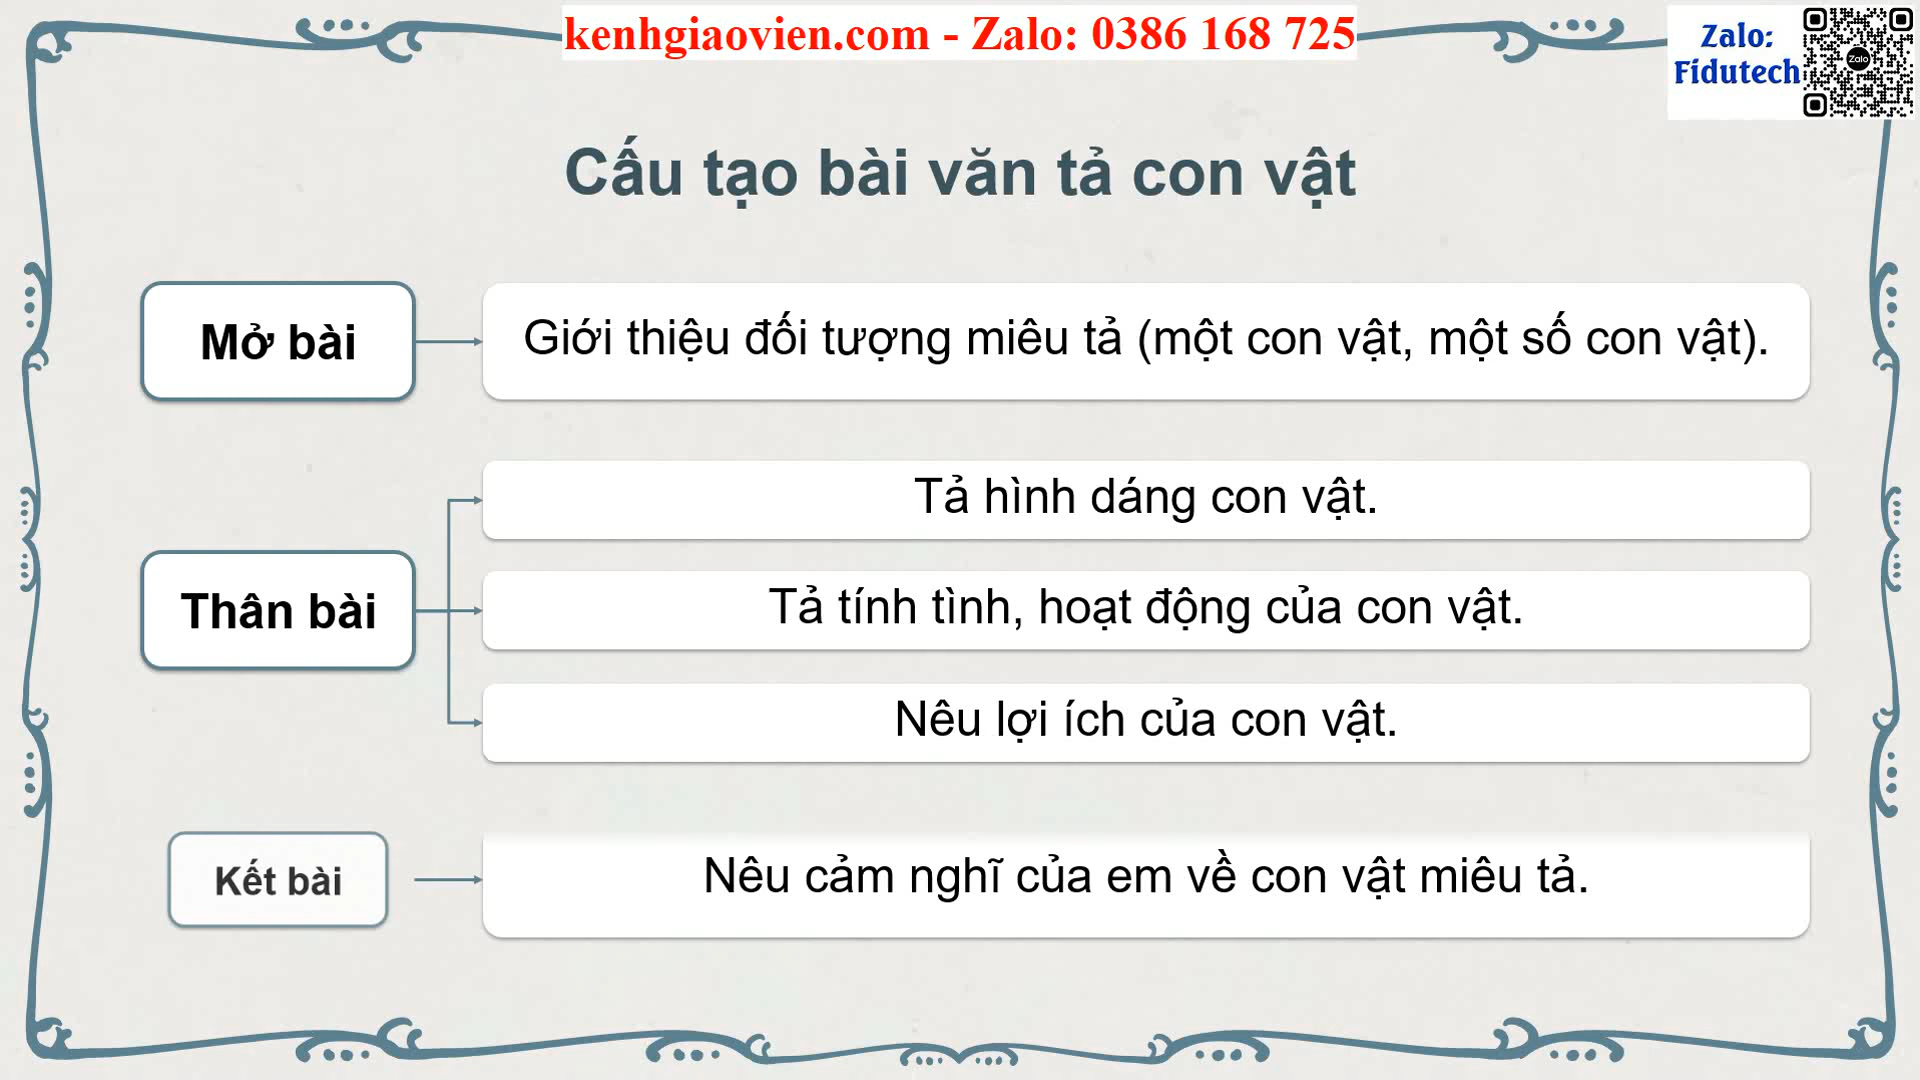 kenhgiaovien.com - Zalo: 0386 168 725
Zalo:
Fidutech
Zalo
Cấu tạo bài văn tả con vật
Mở bài
Giới thiệu đối tượng miêu tả (một con vật, một số con vật).
Tả hình dáng con vật.
Thân bài
Tả tính tình, hoạt động của con vật.
Nêu lợi ích của con vật.
Kết bài
Nêu cảm nghĩ của em về con vật miêu tả.